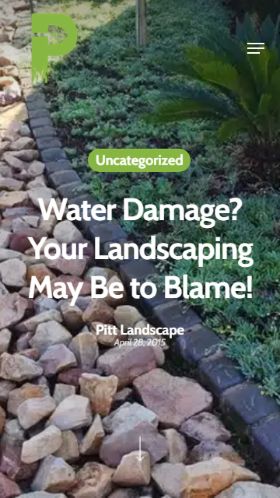 P
Uncategorized
Water Damage?
Your Landscaping
May Be to Blame!
Pitt Landscape
April 28, 2015